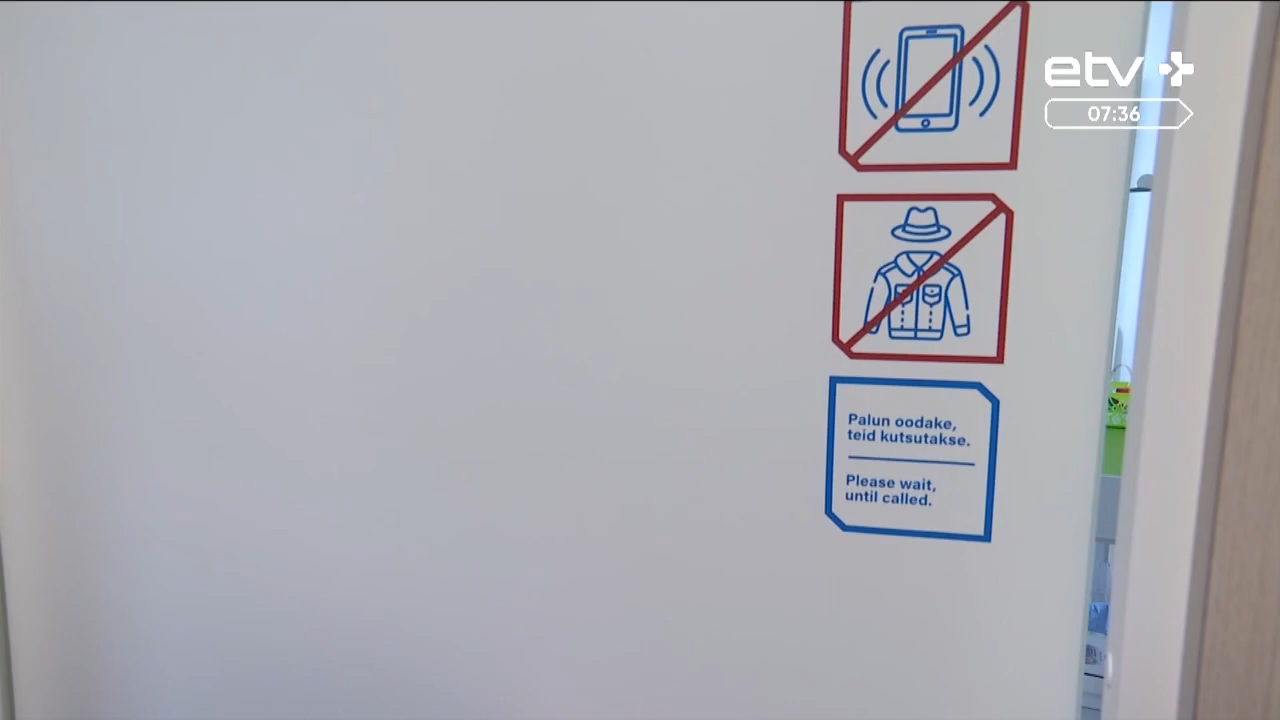 etv+
07:36
Palun oodake,
teid kutsutakse.
Please wait,
until called.